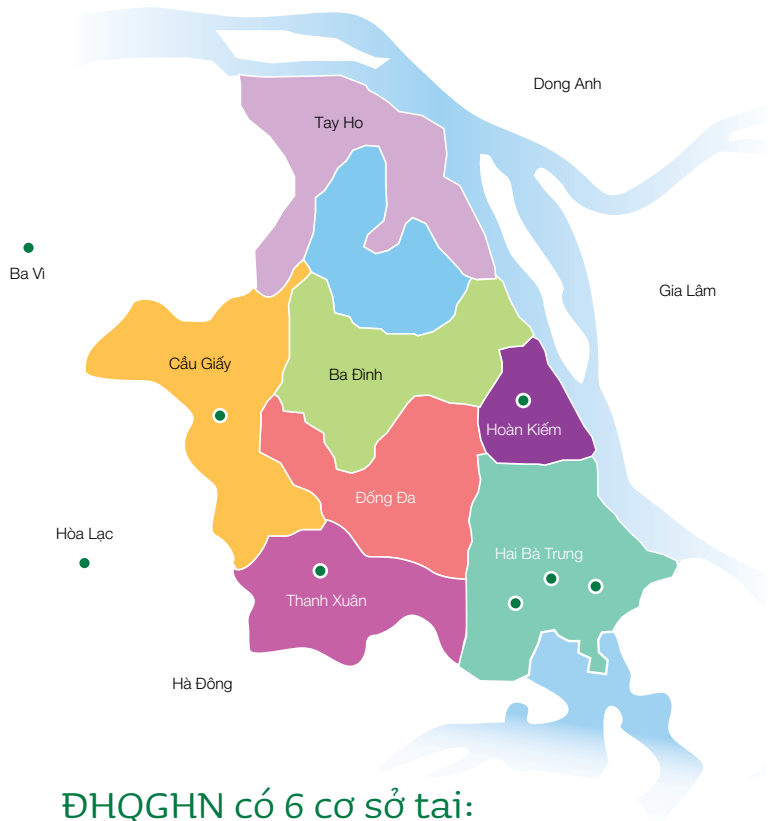 Dong Anh
Tay Ho
Ba Vì
Gia Lâm
Cầu Giấy
Ba Đình
Hoàn Kiếm
Đống Đa
Hòa Lạc
Hai Bà Trưng
Thanh Xuân
Hà Đông
ĐHQGHN có 6 cơ sở tại: